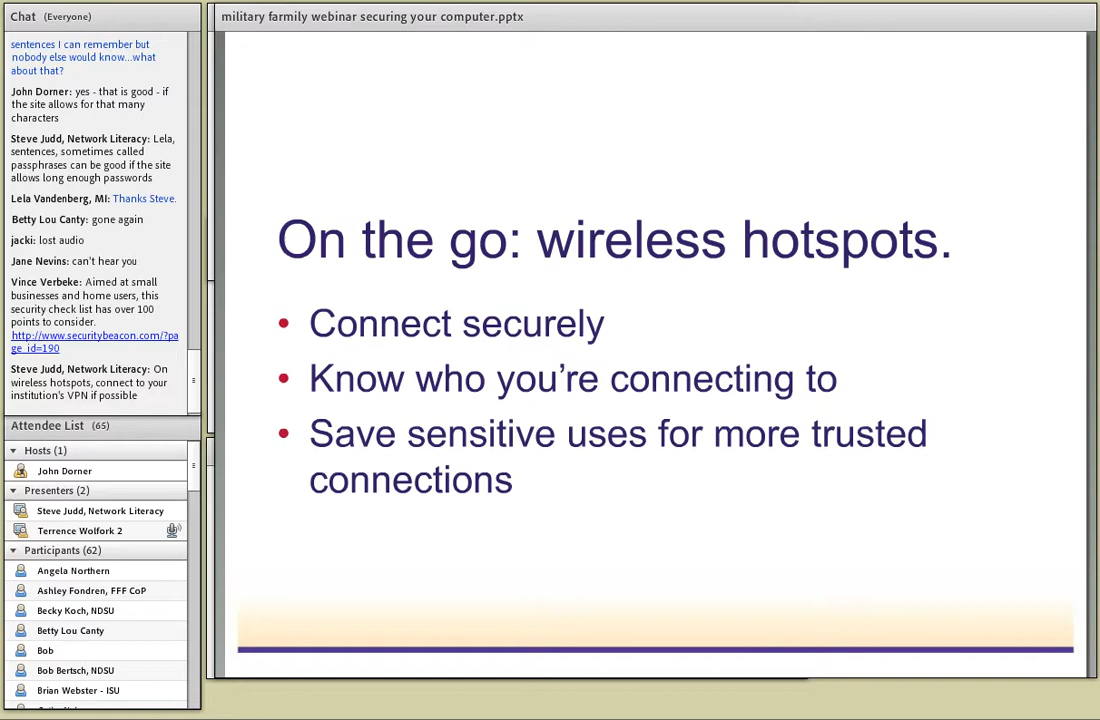 Chat (Everyone)
sentences I can remember but
nobody else would know...what
about that?
John Dorner: yes - that is good - if
the site allows for that many
characters
Steve Judd, Network Literacy: Lela,
sentences, sometimes called
passphrases can be good if the site
allows long enough passwords
Lela Vandenberg, MI: Thanks Steve.
Betty Lou Canty: gone again
jacki: lost audio
Jane Nevins: can't hear you
Vince Verbeke: Aimed at small
businesses and home users, this
security check list has over 100
points to consider.
http://www.securitybeacon.com/?pa
ge_id=190
Steve Judd, Network Literacy: On
wireless hotspots, connect to your
institution's VPN if possible
Attendee List (65)
Hosts (1)
John Dorner
Presenters (2)
Steve Judd, Network Literacy
Terrence Wolfork 2
Participants (62)
Angela Northern
Ashley Fondren, FFF CoP
Becky Koch, NDSU
Betty Lou Canty
Bob
Bob Bertsch, NDSU
Brian Webster - ISU
military farmily webinar securing your computer.pptx
On the go: wireless hotspots.
• Connect securely
• Know who you’re connecting to
• Save sensitive uses for more trusted
connections